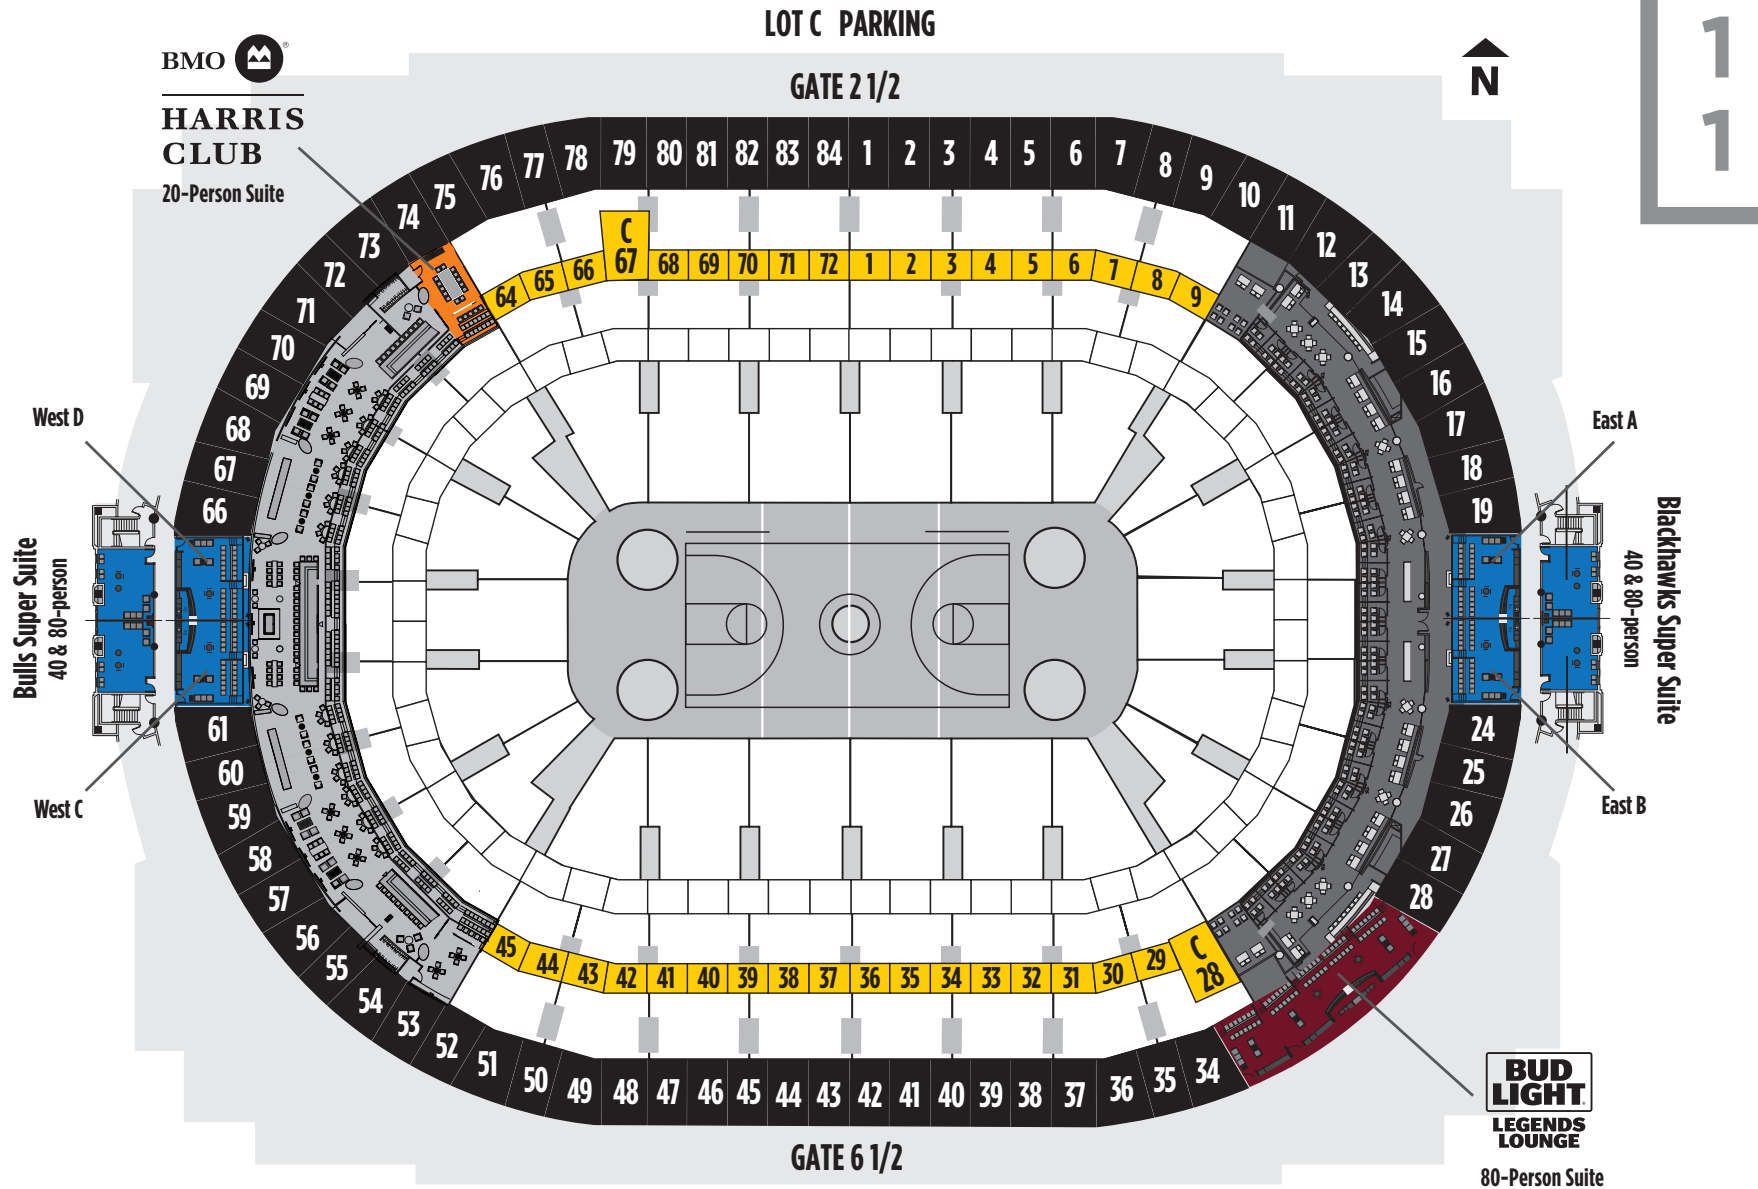 LOT C PARKING
GATE 2 1/2
BMO ®
HARRIS
CLUB
20-Person Suite
N
1
1
79 80 81 82 83 84 1 2 3 4 5 6 7 8 9 10 11 12 13 14 15 16 17 18 19
78 77 76 75 74 73 72 71 70 69 68 67 66
C
67
64 65 66 68 69 70 71 72 1 2 3 4 5 6 7 8 9
West D
East A
Bulls Super Suite
40 & 80-person
Blackhawks Super Suite
40 & 80-person
West C
East B
61 60 59 58 57 56 55 54 53 52 51 50 49 48 47 46 45 44 43 42 41 40 39 38 37 36 35 34
24 25 26 27 28
45 44 43 42 41 40 39 38 37 36 35 34 33 32 31 30 29
C
28
GATE 6 1/2
BUD
LIGHT
LEGENDS
LOUNGE
80-Person Suite